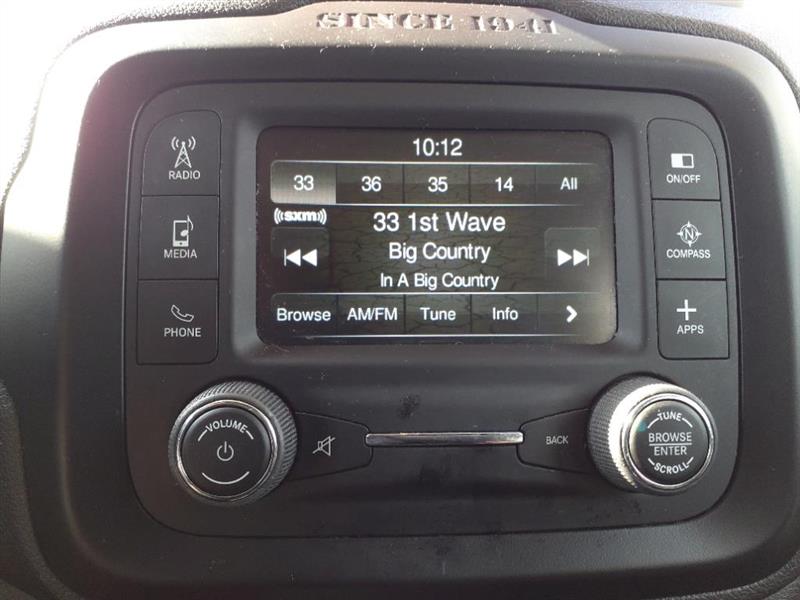 SINCE 1941
10:12
33 36 35 14 All
((sxm))
33 1st Wave
Big Country
In A Big Country
Browse AM/FM Tune Info
RADIO
MEDIA
PHONE
ON/OFF
N
COMPASS
APPS
VOLUME
BACK
TUNE
BROWSE
ENTER
SCROLL